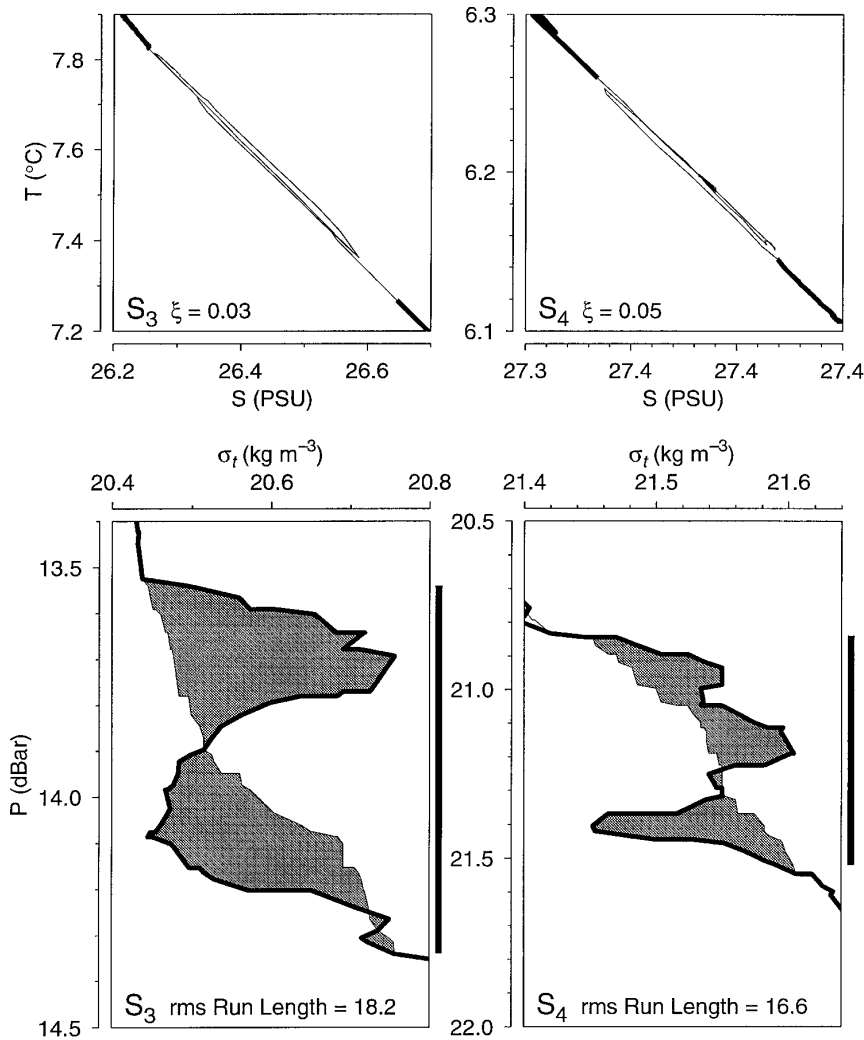 7.8
7.6
7.4
7.2
T (°C)
S₃ ξ = 0.03
26.2 26.4 26.6
S (PSU)
6.3
6.2
6.1
S₄ ξ = 0.05
27.3 27.4 27.4 27.4
S (PSU)
σₜ (kg m⁻³)
20.4 20.6 20.8
13.5
14.0
14.5
P (dBar)
S₃ rms Run Length = 18.2
σₜ (kg m⁻³)
21.4 21.5 21.6
20.5
21.0
21.5
22.0
S₄ rms Run Length = 16.6